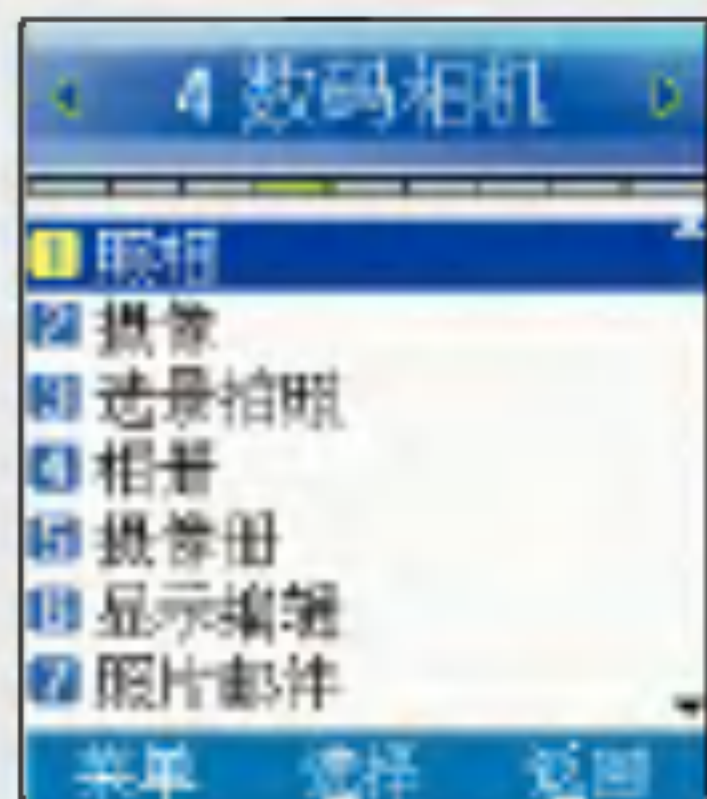 4 数码相机
1 照相
2 摄像
3 选景拍照
4 相册
5 摄像册
6 显示编辑
7 照片邮件
菜单 选择 返回